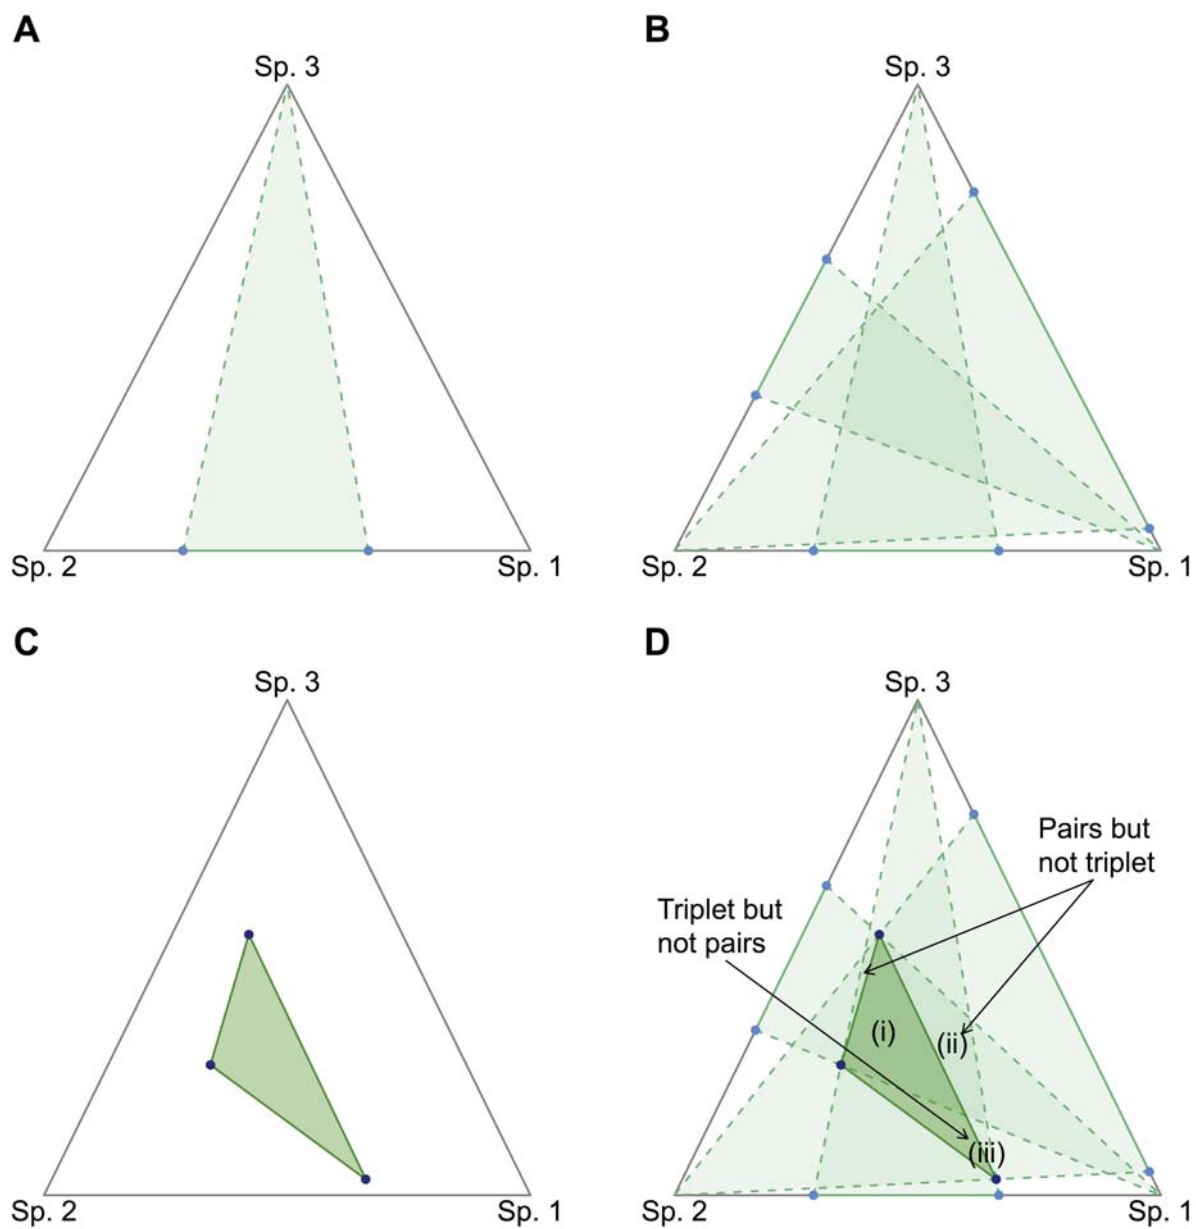 A
Sp. 3
Sp. 2
Sp. 1
B
Sp. 3
Sp. 2
Sp. 1
C
Sp. 3
Sp. 2
Sp. 1
D
Sp. 3
Pairs but
not triplet
Triplet but
not pairs
(i)
(ii)
(iii)
Sp. 2
Sp. 1